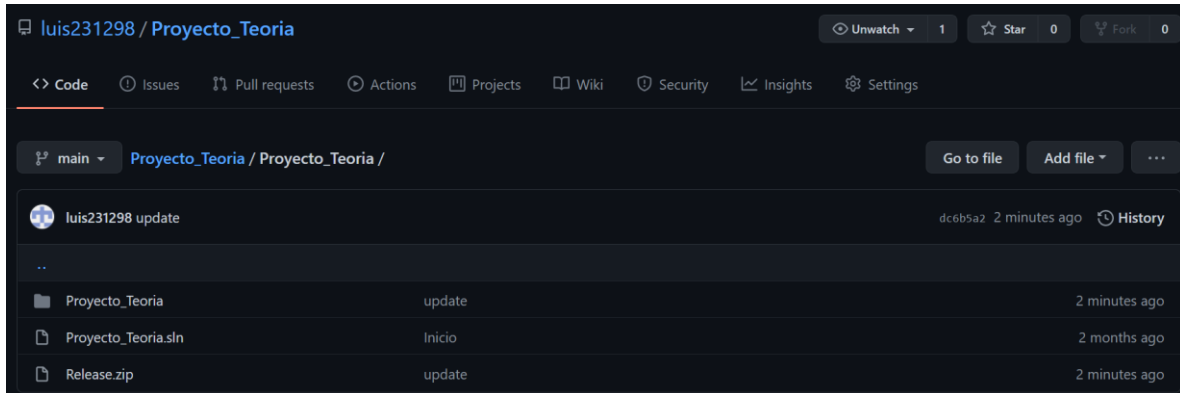 luis231298 / Proyecto_Teoria Unwatch 1 Star 0 Fork 0
<> Code Issues Pull requests Actions Projects Wiki Security Insights Settings
main Proyecto_Teoria / Proyecto_Teoria / Go to file Add file ...
luis231298 update dc6b5a2 2 minutes ago History
..
Proyecto_Teoria update 2 minutes ago
Proyecto_Teoria.sln Inicio 2 months ago
Release.zip update 2 minutes ago